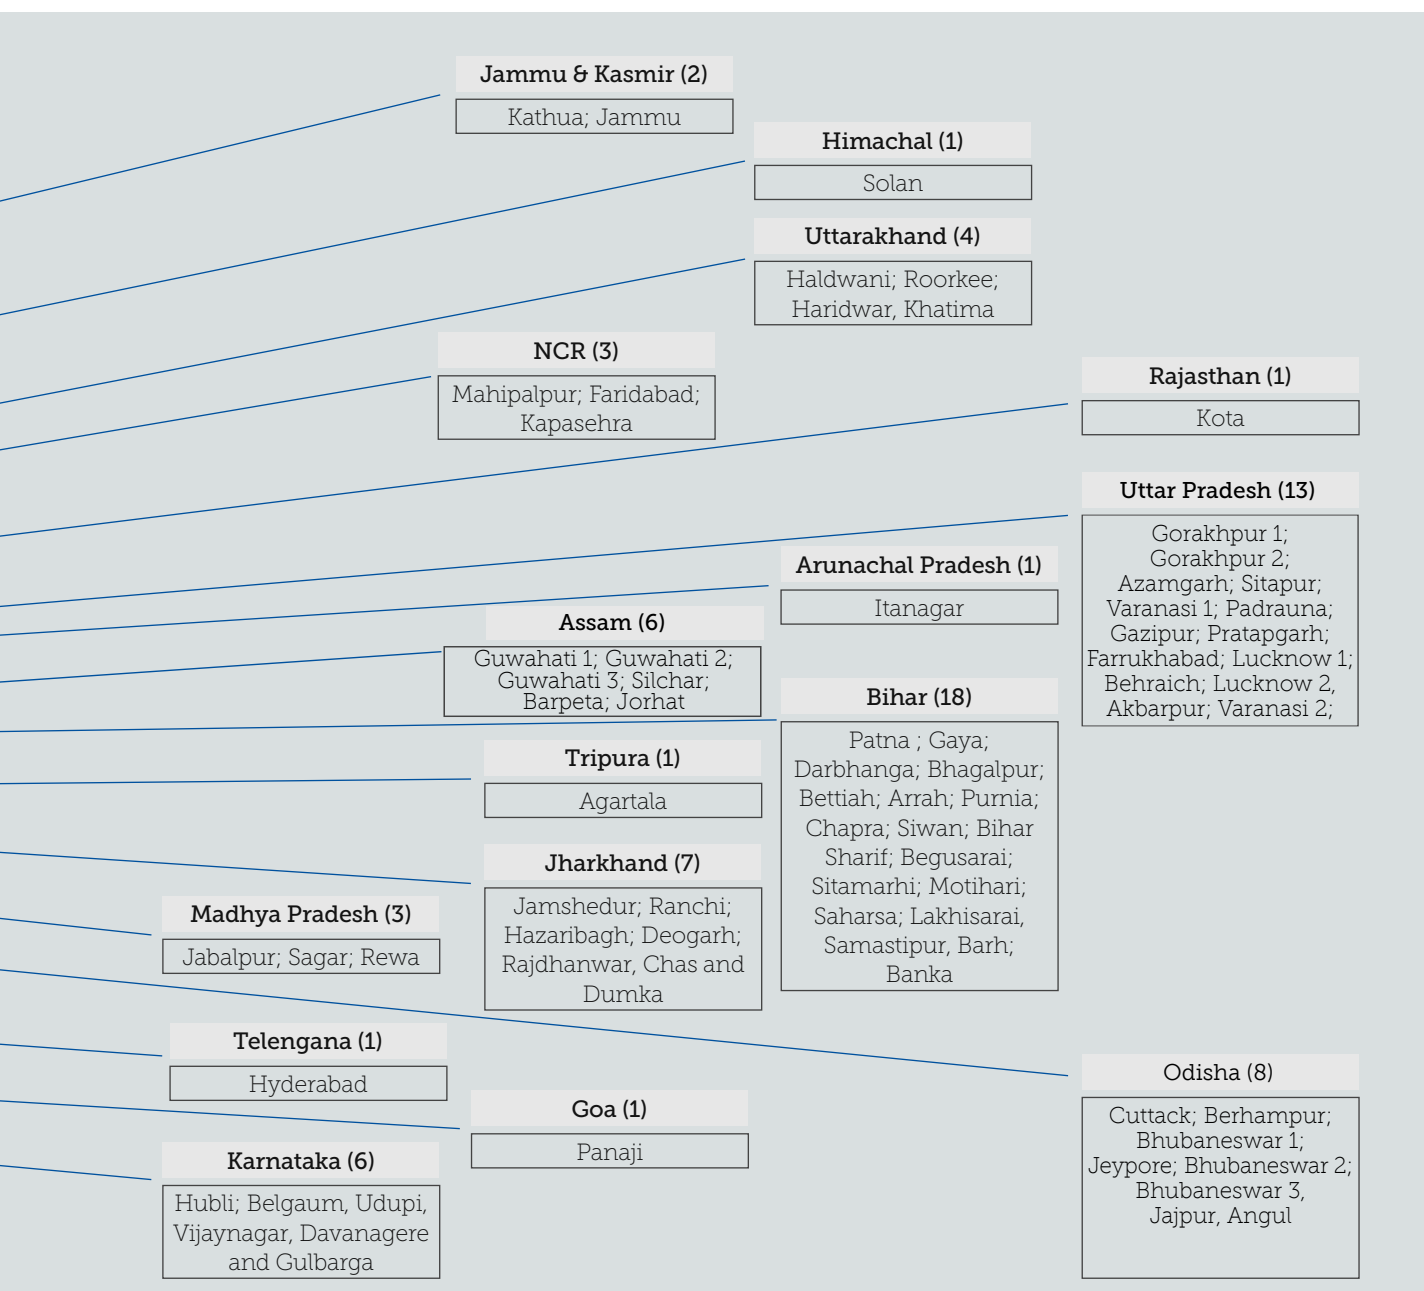 Jammu & Kasmir (2)
Kathua; Jammu
Himachal (1)
Solan
Uttarakhand (4)
Haldwani; Roorkee;
Haridwar, Khatima
NCR (3)
Mahipalpur; Faridabad;
Kapasehra
Rajasthan (1)
Kota
Uttar Pradesh (13)
Gorakhpur 1;
Gorakhpur 2;
Azamgarh; Sitapur;
Varanasi 1; Padrauna;
Gazipur; Pratapgarh;
Farrukhabad; Lucknow 1;
Behraich; Lucknow 2,
Akbarpur; Varanasi 2;
Arunachal Pradesh (1)
Itanagar
Assam (6)
Guwahati 1; Guwahati 2;
Guwahati 3; Silchar;
Barpeta; Jorhat
Bihar (18)
Patna ; Gaya;
Darbhanga; Bhagalpur;
Bettiah; Arrah; Purnia;
Chapra; Siwan; Bihar
Sharif; Begusarai;
Sitamarhi; Motihari;
Saharsa; Lakhisarai,
Samastipur, Barh;
Banka
Tripura (1)
Agartala
Jharkhand (7)
Jamshedur; Ranchi;
Hazaribagh; Deogarh;
Rajdhanwar, Chas and
Dumka
Madhya Pradesh (3)
Jabalpur; Sagar; Rewa
Telengana (1)
Hyderabad
Goa (1)
Panaji
Odisha (8)
Cuttack; Berhampur;
Bhubaneswar 1;
Jeypore; Bhubaneswar 2;
Bhubaneswar 3,
Jajpur, Angul
Karnataka (6)
Hubli; Belgaum, Udupi,
Vijaynagar, Davanagere
and Gulbarga